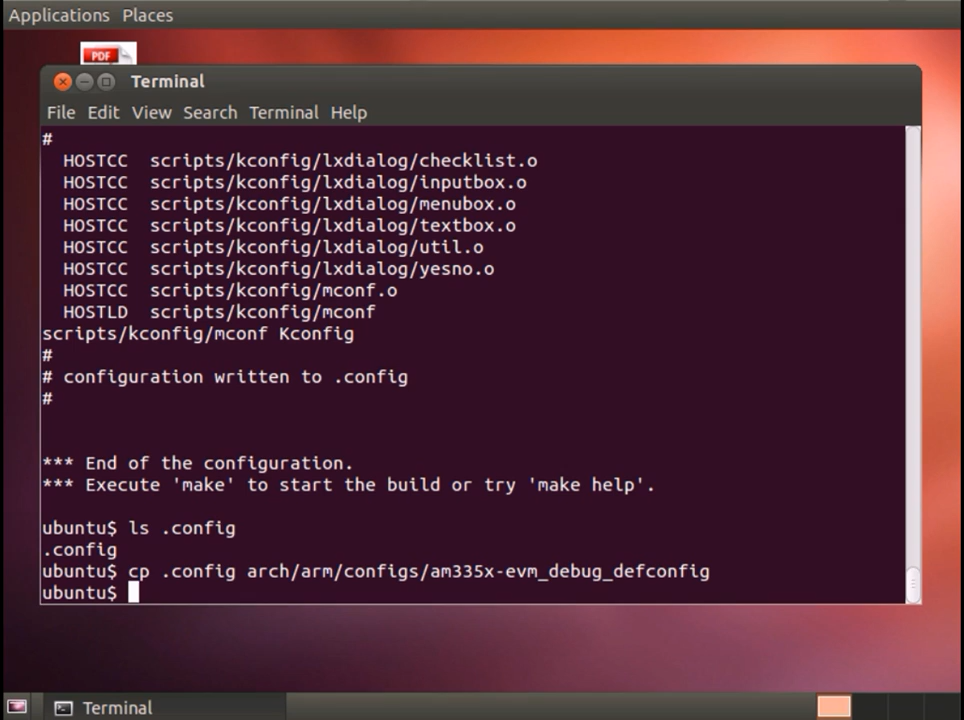 Applications Places
PDF
Terminal
File Edit View Search Terminal Help
#
HOSTCC scripts/kconfig/lxdialog/checklist.o
HOSTCC scripts/kconfig/lxdialog/inputbox.o
HOSTCC scripts/kconfig/lxdialog/menubox.o
HOSTCC scripts/kconfig/lxdialog/textbox.o
HOSTCC scripts/kconfig/lxdialog/util.o
HOSTCC scripts/kconfig/lxdialog/yesno.o
HOSTCC scripts/kconfig/mconf.o
HOSTLD scripts/kconfig/mconf
scripts/kconfig/mconf Kconfig
#
# configuration written to .config
#
*** End of the configuration.
*** Execute 'make' to start the build or try 'make help'.
ubuntu$ ls .config
.config
ubuntu$ cp .config arch/arm/configs/am335x-evm_debug_defconfig
ubuntu$
Terminal